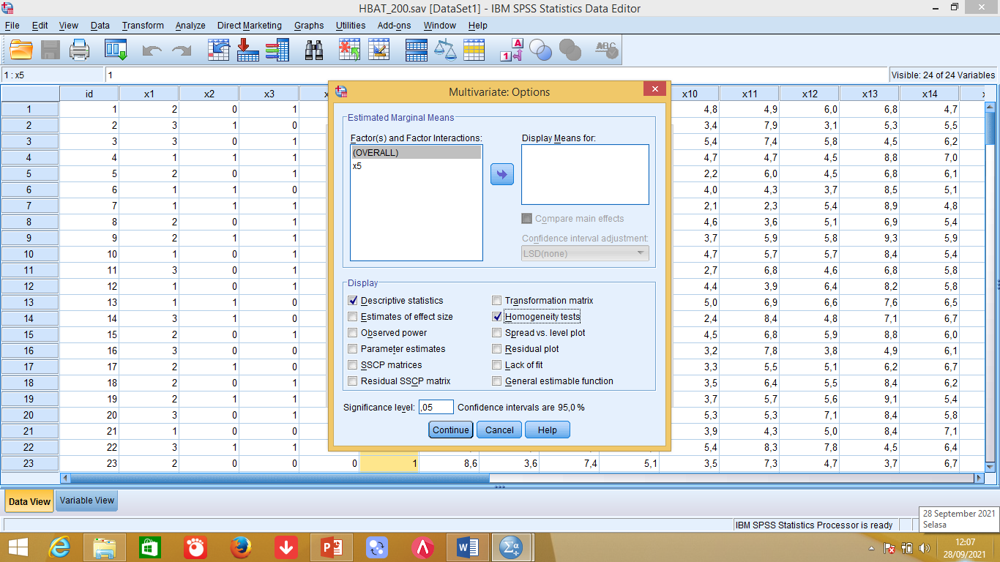 HBAT_200.sav [DataSet1] - IBM SPSS Statistics Data Editor
File Edit View Data Transform Analyze Direct Marketing Graphs Utilities Add-ons Window Help
1 : x5 1 Visible: 24 of 24 Variables
id x1 x2 x3 x10 x11 x12 x13 x14
1 1 2 0 1 4,8 4,9 6,0 6,8 4,7
2 2 3 1 0 3,4 7,9 3,1 5,3 5,5
3 3 3 0 1 5,4 7,4 5,8 4,5 6,2
4 4 1 1 1 4,7 4,7 4,5 8,8 7,0
5 5 2 0 1 2,2 6,0 4,5 6,8 6,1
6 6 1 1 0 4,0 4,3 3,7 8,5 5,1
7 7 1 1 1 2,1 2,3 5,4 8,9 4,8
8 8 2 0 1 4,6 3,6 5,1 6,9 5,4
9 9 2 1 1 3,7 5,9 5,8 9,3 5,9
10 10 1 0 1 4,7 5,7 5,7 8,4 5,4
11 11 3 0 1 2,7 6,8 4,6 6,8 5,8
12 12 1 0 1 4,4 3,9 6,4 8,2 5,8
13 13 1 1 0 5,0 6,9 6,6 7,6 6,5
14 14 3 1 0 2,4 8,4 4,8 7,1 6,7
15 15 2 1 0 4,5 6,8 5,9 8,8 6,0
16 16 3 0 0 3,2 7,8 3,8 4,9 6,1
17 17 2 1 0 3,3 5,5 5,1 6,2 6,7
18 18 2 0 1 3,5 6,4 5,5 8,4 6,2
19 19 2 1 1 3,7 5,7 5,6 9,1 5,4
20 20 3 0 1 5,3 5,3 7,1 8,4 5,8
21 21 1 0 0 3,9 4,3 5,0 8,4 7,1
22 22 3 1 1 5,4 8,3 7,8 4,5 6,4
23 23 2 0 0 0 1 8,6 3,6 7,4 5,1 3,5 7,3 4,7 3,7 6,7
Multivariate: Options
Estimated Marginal Means
Factor(s) and Factor Interactions: Display Means for:
(OVERALL)
x5
Compare main effects
Confidence interval adjustment:
LSD(none)
Display
Descriptive statistics Transformation matrix
Estimates of effect size Homogeneity tests
Observed power Spread vs. level plot
Parameter estimates Residual plot
SSCP matrices Lack of fit
Residual SSCP matrix General estimable function
Significance level: ,05 Confidence intervals are 95,0 %
Continue Cancel Help
Data View Variable View
IBM SPSS Statistics Processor is ready
28 September 2021
Selasa
12:07
28/09/2021